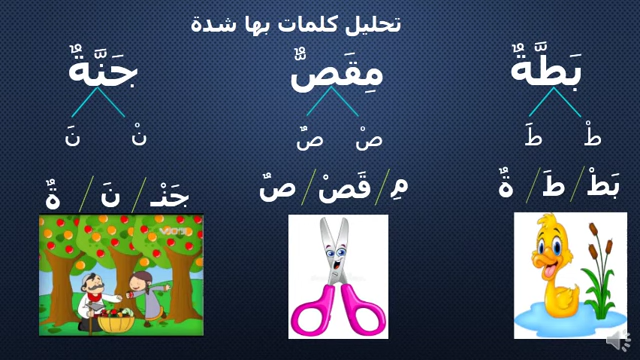 تحليل كلمات بها شدة
بَطَّةٌ مِقَصٌّ جَنَّةٌ
طْ طَ صْ صٌ نْ نَ
بَطْ / طَ / ةٌ مِ / قَصْ / صٌ جَنْـ / نَ / ةٌ